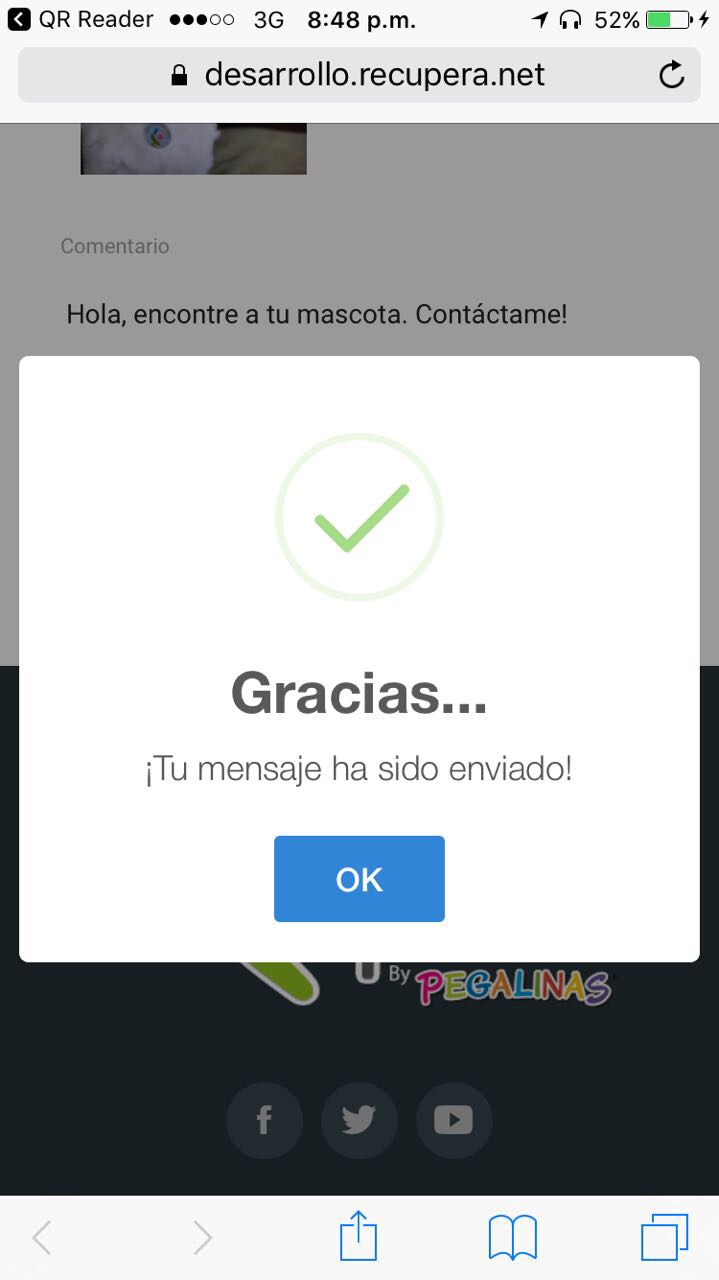 QR Reader 3G 8:48 p.m. 52%
desarrollo.recupera.net
Comentario
Hola, encontre a tu mascota. Contáctame!
Gracias...
¡Tu mensaje ha sido enviado!
OK
By PEGALINAS